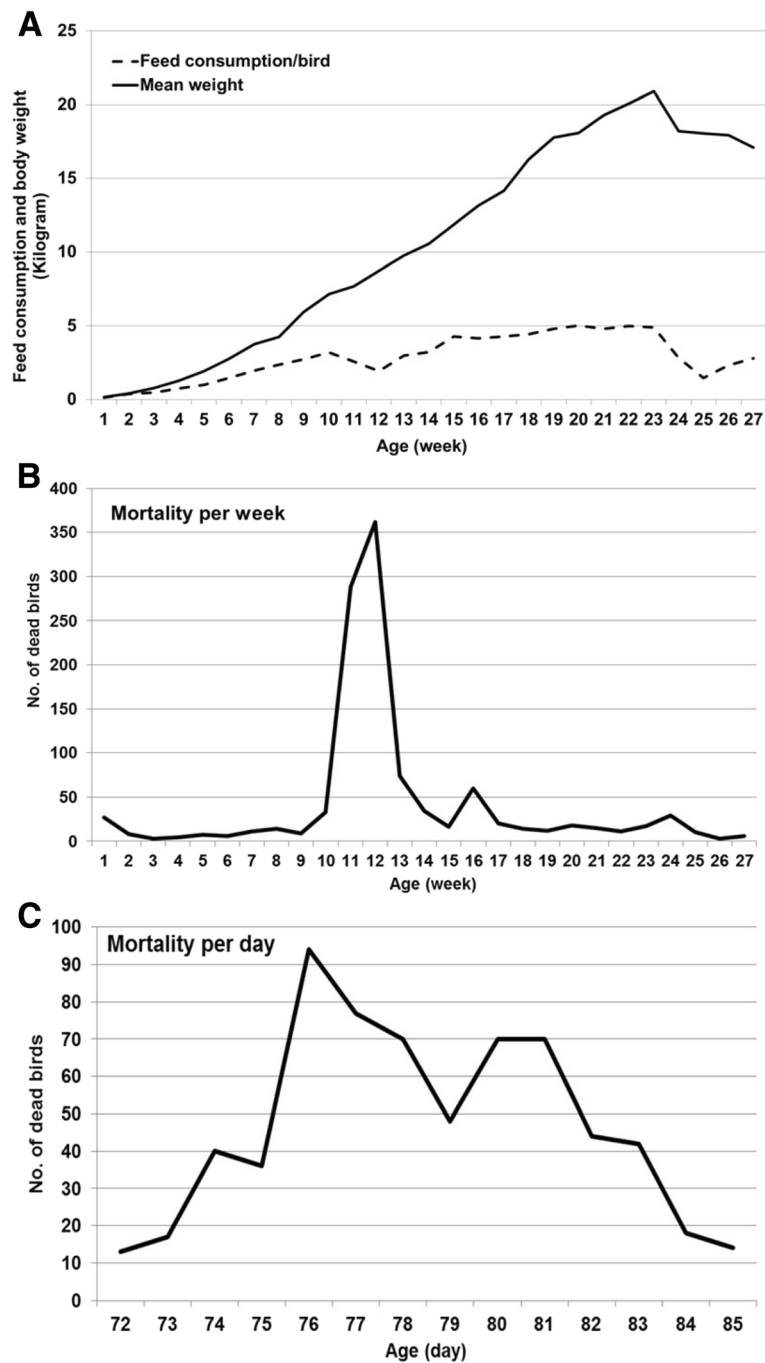 A
Feed consumption and body weight
(Kilogram)
25
20
15
10
5
0
Feed consumption/bird
Mean weight
1 2 3 4 5 6 7 8 9 10 11 12 13 14 15 16 17 18 19 20 21 22 23 24 25 26 27
Age (week)
B
No. of dead birds
400
350
300
250
200
150
100
50
0
Mortality per week
1 2 3 4 5 6 7 8 9 10 11 12 13 14 15 16 17 18 19 20 21 22 23 24 25 26 27
Age (week)
C
No. of dead birds
100
90
80
70
60
50
40
30
20
10
0
Mortality per day
72 73 74 75 76 77 78 79 80 81 82 83 84 85
Age (day)